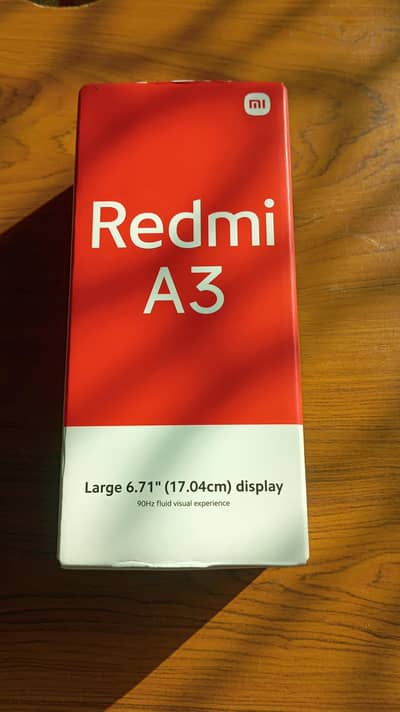 mi
Redmi
A3
Large 6.71" (17.04cm) display
90Hz fluid visual experience